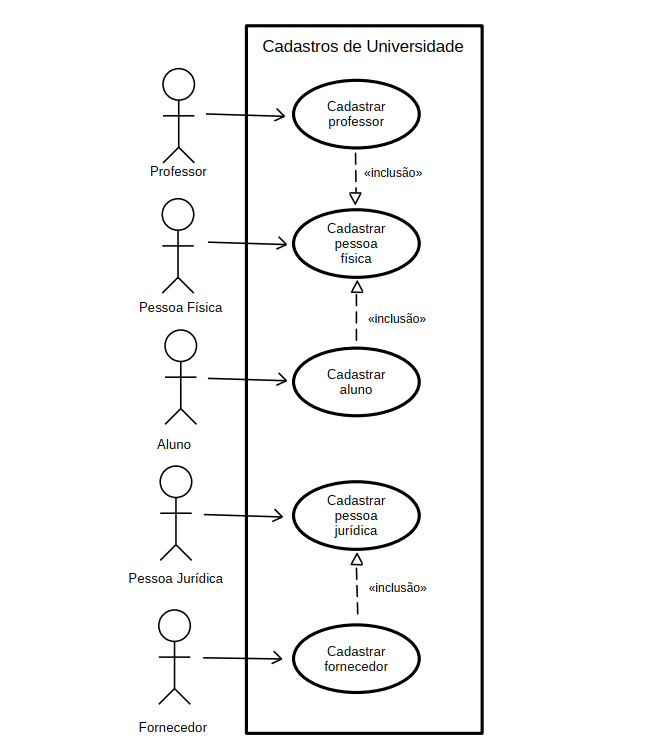 Cadastros de Universidade
Cadastrar
professor
Professor
«inclusão»
Cadastrar
pessoa
física
Pessoa Física
«inclusão»
Cadastrar
aluno
Aluno
Cadastrar
pessoa
jurídica
Pessoa Jurídica
«inclusão»
Cadastrar
fornecedor
Fornecedor